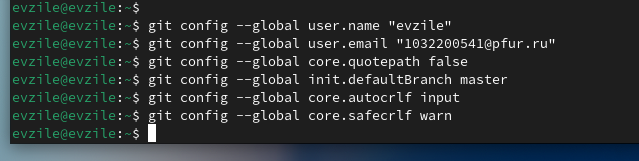 evzile@evzile:~$
evzile@evzile:~$ git config --global user.name "evzile"
evzile@evzile:~$ git config --global user.email "1032200541@pfur.ru"
evzile@evzile:~$ git config --global core.quotepath false
evzile@evzile:~$ git config --global init.defaultBranch master
evzile@evzile:~$ git config --global core.autocrlf input
evzile@evzile:~$ git config --global core.safecrlf warn
evzile@evzile:~$